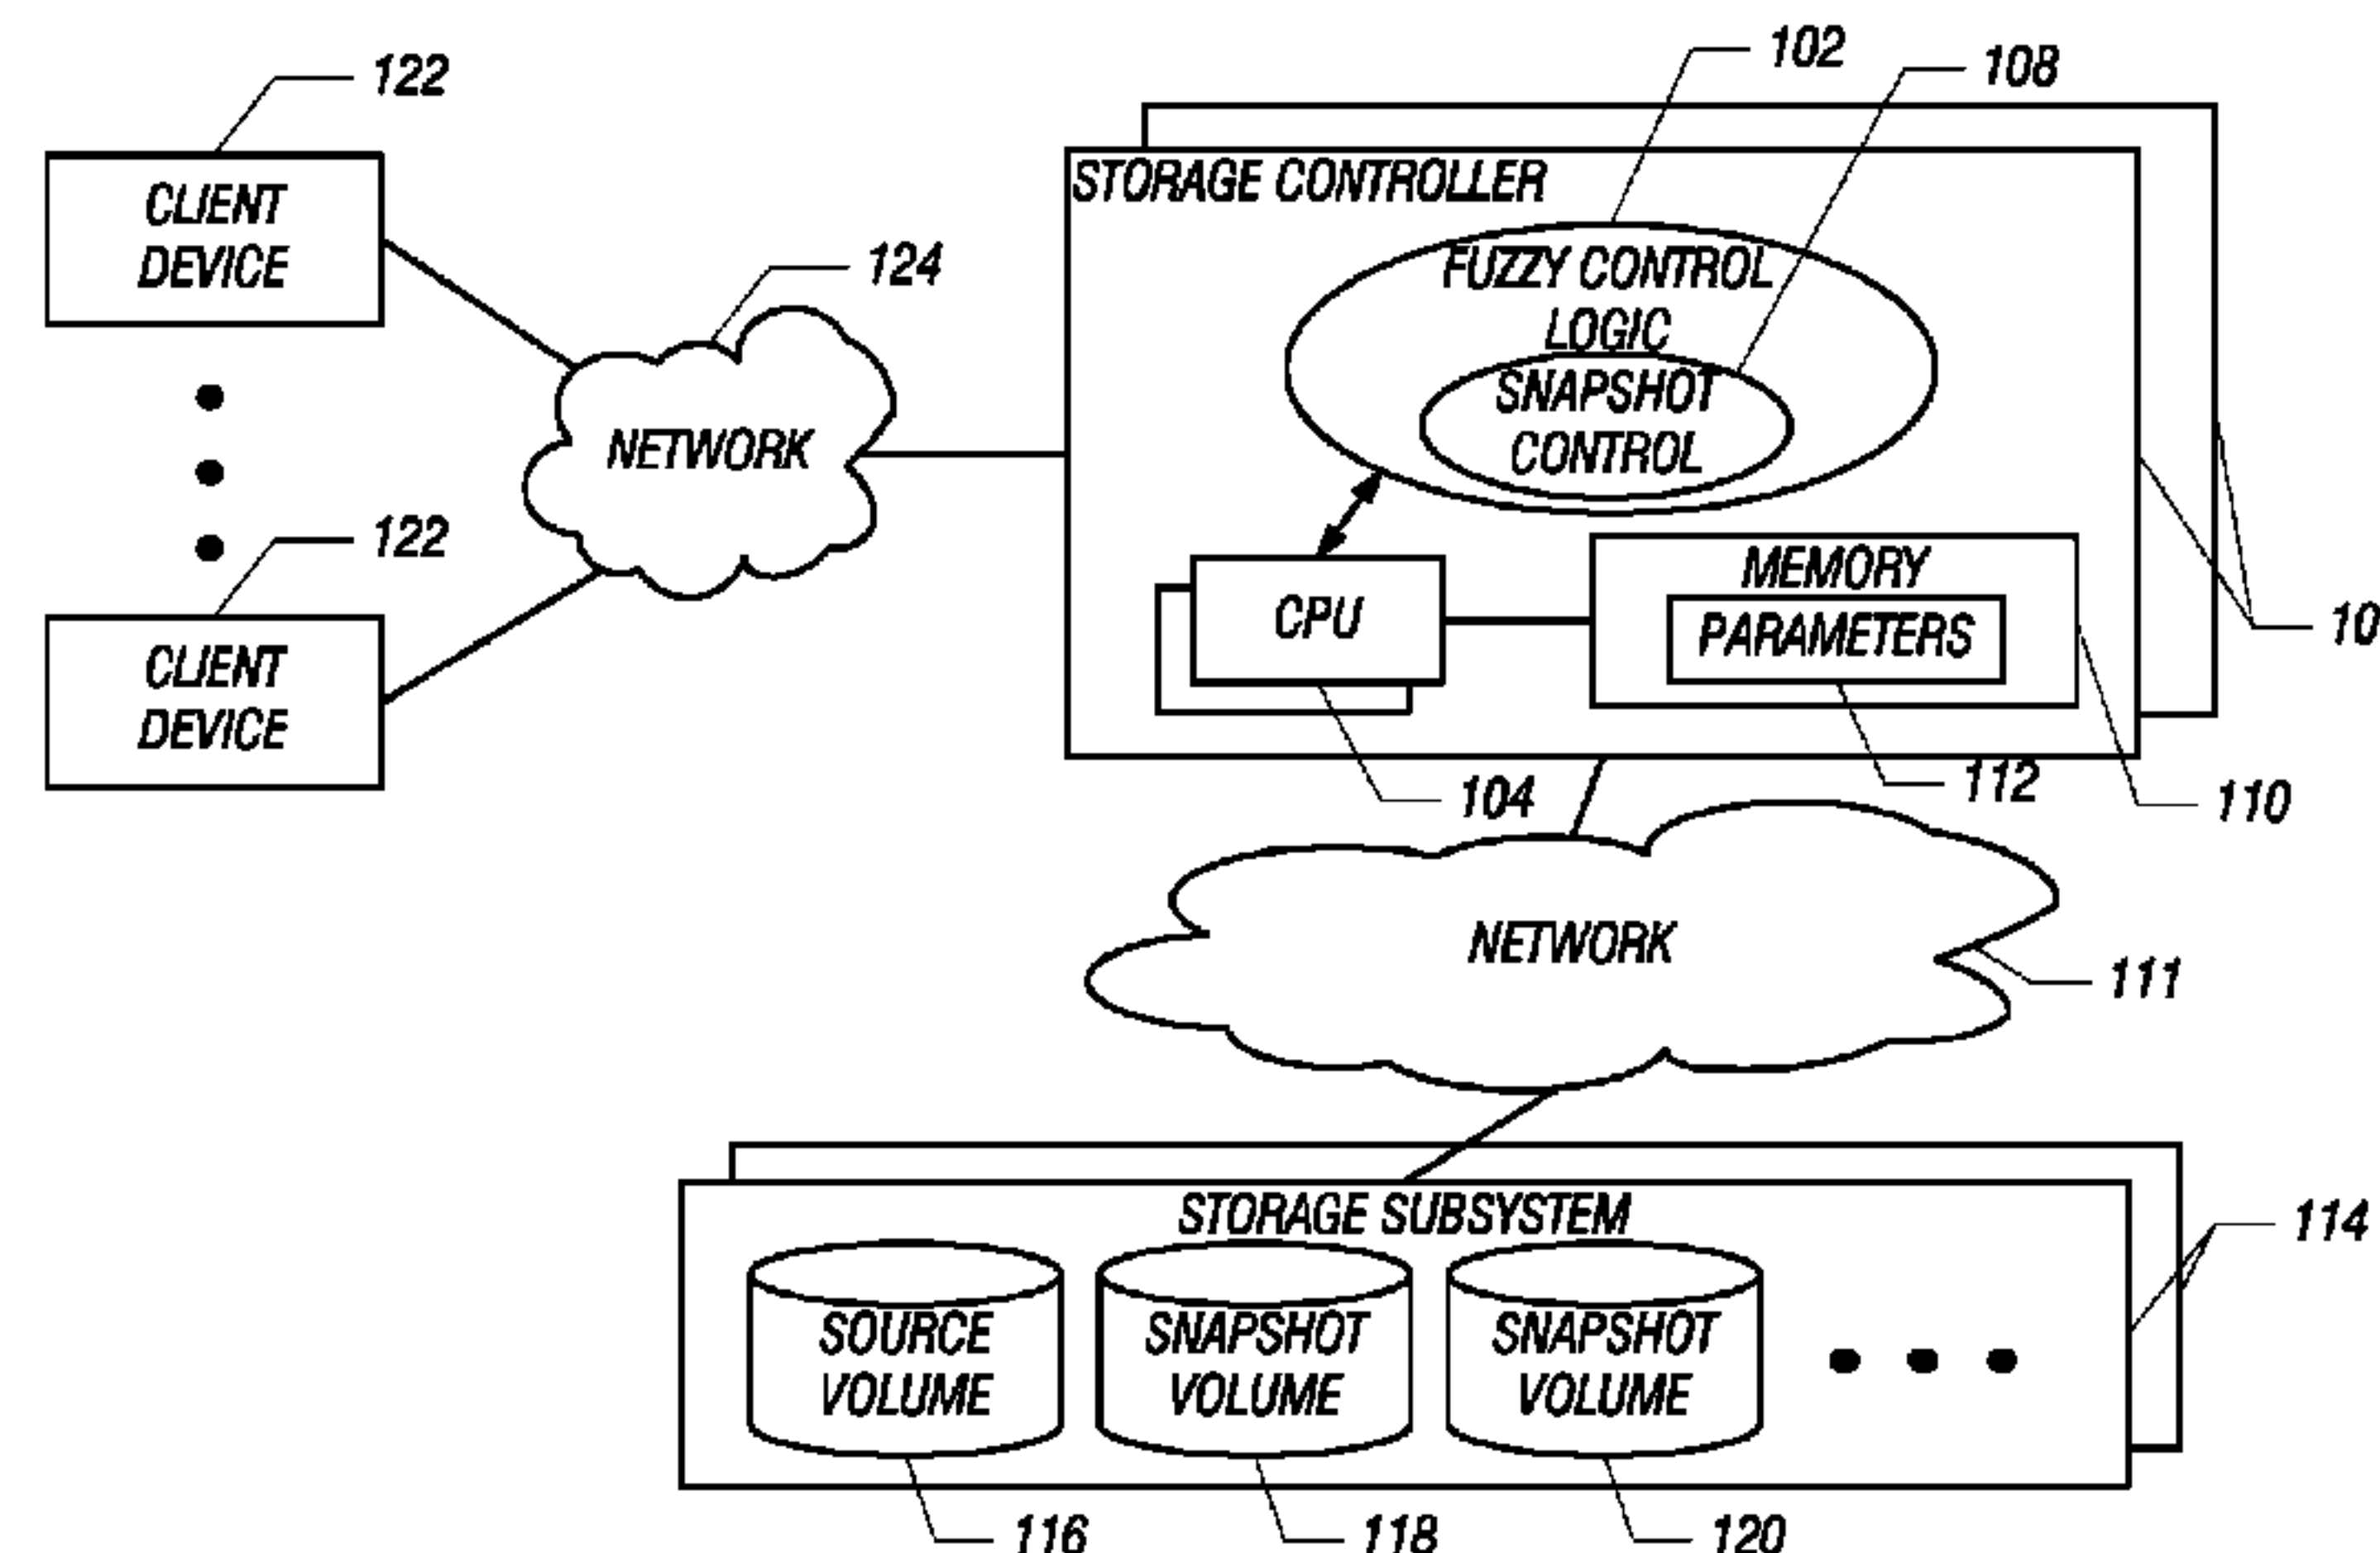 122
CLIENT
DEVICE
122
CLIENT
DEVICE
124
NETWORK
102
108
STORAGE CONTROLLER
FUZZY CONTROL
LOGIC
SNAPSHOT
CONTROL
CPU
MEMORY
PARAMETERS
10
104
112
110
NETWORK
111
STORAGE SUBSYSTEM
114
SOURCE
VOLUME
SNAPSHOT
VOLUME
SNAPSHOT
VOLUME
116
118
120